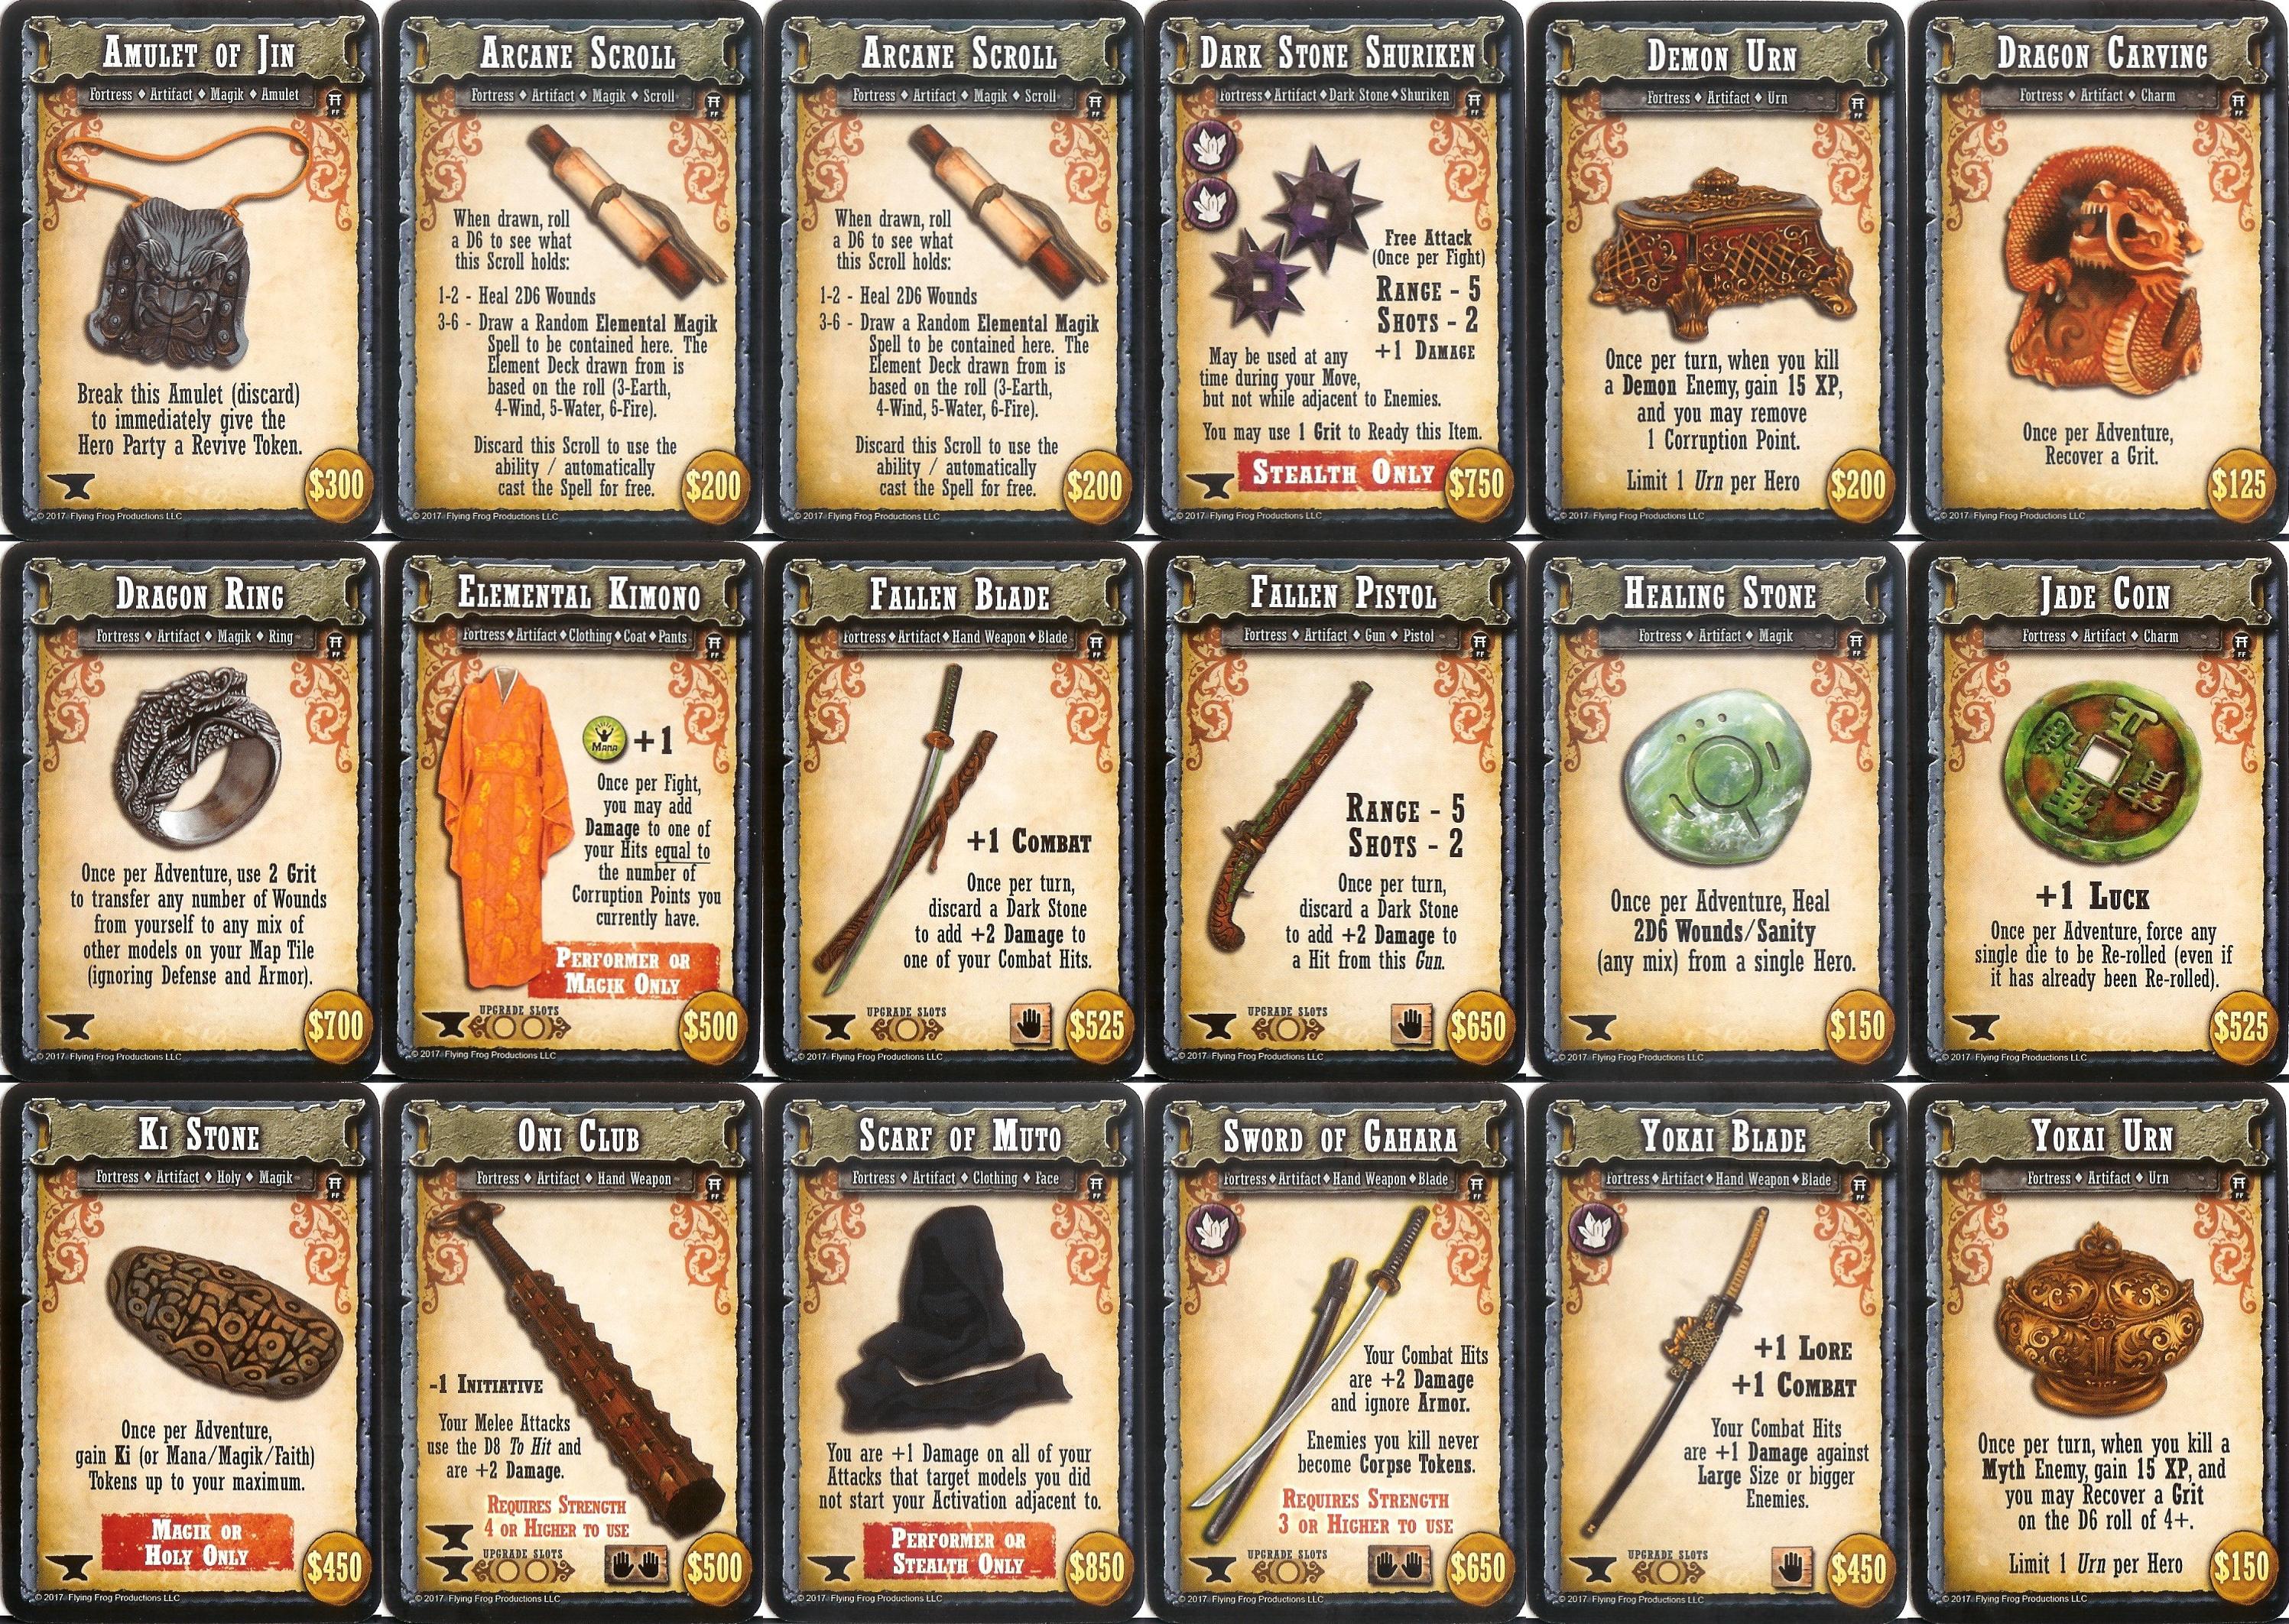 AMULET OF JIN
Fortress ♦ Artifact ♦ Magik ♦ Amulet
FF
Break this Amulet (discard)
to immediately give the
Hero Party a Revive Token.
$300
© 2017 Flying Frog Productions LLC
ARCANE SCROLL
Fortress ♦ Artifact ♦ Magik ♦ Scroll
FF
When drawn, roll
a D6 to see what
this Scroll holds:
1-2 - Heal 2D6 Wounds
3-6 - Draw a Random Elemental Magik
Spell to be contained here. The
Element Deck drawn from is
based on the roll (3-Earth,
4-Wind, 5-Water, 6-Fire).
Discard this Scroll to use the
ability / automatically
cast the Spell for free.
$200
© 2017 Flying Frog Productions LLC
ARCANE SCROLL
Fortress ♦ Artifact ♦ Magik ♦ Scroll
FF
When drawn, roll
a D6 to see what
this Scroll holds:
1-2 - Heal 2D6 Wounds
3-6 - Draw a Random Elemental Magik
Spell to be contained here. The
Element Deck drawn from is
based on the roll (3-Earth,
4-Wind, 5-Water, 6-Fire).
Discard this Scroll to use the
ability / automatically
cast the Spell for free.
$200
© 2017 Flying Frog Productions LLC
DARK STONE SHURIKEN
Fortress♦Artifact♦Dark Stone♦Shuriken
FF
Free Attack
(Once per Fight)
RANGE - 5
SHOTS - 2
+1 DAMAGE
May be used at any
time during your Move,
but not while adjacent to Enemies.
You may use 1 Grit to Ready this Item.
STEALTH ONLY
$750
© 2017 Flying Frog Productions LLC
DEMON URN
Fortress ♦ Artifact ♦ Urn
FF
Once per turn, when you kill
a Demon Enemy, gain 15 XP,
and you may remove
1 Corruption Point.
Limit 1 Urn per Hero
$200
© 2017 Flying Frog Productions LLC
DRAGON CARVING
Fortress ♦ Artifact ♦ Charm
FF
Once per Adventure,
Recover a Grit.
$125
© 2017 Flying Frog Productions LLC
DRAGON RING
Fortress ♦ Artifact ♦ Magik ♦ Ring
FF
Once per Adventure, use 2 Grit
to transfer any number of Wounds
from yourself to any mix of
other models on your Map Tile
(ignoring Defense and Armor).
$700
© 2017 Flying Frog Productions LLC
ELEMENTAL KIMONO
Fortress♦Artifact♦Clothing♦Coat♦Pants
FF
Mana +1
Once per Fight,
you may add
Damage to one of
your Hits equal to
the number of
Corruption Points you
currently have.
PERFORMER OR
MAGIK ONLY
UPGRADE SLOTS
$500
© 2017 Flying Frog Productions LLC
FALLEN BLADE
Fortress♦Artifact♦Hand Weapon♦Blade
FF
+1 COMBAT
Once per turn,
discard a Dark Stone
to add +2 Damage to
one of your Combat Hits.
UPGRADE SLOTS
$525
© 2017 Flying Frog Productions LLC
FALLEN PISTOL
Fortress ♦ Artifact ♦ Gun ♦ Pistol
FF
RANGE - 5
SHOTS - 2
Once per turn,
discard a Dark Stone
to add +2 Damage to
a Hit from this Gun.
UPGRADE SLOTS
$650
© 2017 Flying Frog Productions LLC
HEALING STONE
Fortress ♦ Artifact ♦ Magik
FF
Once per Adventure, Heal
2D6 Wounds/Sanity
(any mix) from a single Hero.
$150
© 2017 Flying Frog Productions LLC
JADE COIN
Fortress ♦ Artifact ♦ Charm
FF
+1 LUCK
Once per Adventure, force any
single die to be Re-rolled (even if
it has already been Re-rolled).
$525
© 2017 Flying Frog Productions LLC
KI STONE
Fortress ♦ Artifact ♦ Holy ♦ Magik
FF
Once per Adventure,
gain Ki (or Mana/Magik/Faith)
Tokens up to your maximum.
MAGIK OR
HOLY ONLY
$450
© 2017 Flying Frog Productions LLC
ONI CLUB
Fortress ♦ Artifact ♦ Hand Weapon
FF
-1 INITIATIVE
Your Melee Attacks
use the D8 To Hit and
are +2 Damage.
REQUIRES STRENGTH
4 OR HIGHER TO USE
UPGRADE SLOTS
$500
© 2017 Flying Frog Productions LLC
SCARF OF MUTO
Fortress ♦ Artifact ♦ Clothing ♦ Face
FF
You are +1 Damage on all of your
Attacks that target models you did
not start your Activation adjacent to.
PERFORMER OR
STEALTH ONLY
$850
© 2017 Flying Frog Productions LLC
SWORD OF GAHARA
Fortress♦Artifact♦Hand Weapon♦Blade
FF
Your Combat Hits
are +2 Damage
and ignore Armor.
Enemies you kill never
become Corpse Tokens.
REQUIRES STRENGTH
3 OR HIGHER TO USE
UPGRADE SLOTS
$650
© 2017 Flying Frog Productions LLC
YOKAI BLADE
Fortress♦Artifact♦Hand Weapon♦Blade
FF
+1 LORE
+1 COMBAT
Your Combat Hits
are +1 Damage against
Large Size or bigger
Enemies.
UPGRADE SLOTS
$450
© 2017 Flying Frog Productions LLC
YOKAI URN
Fortress ♦ Artifact ♦ Urn
FF
Once per turn, when you kill a
Myth Enemy, gain 15 XP, and
you may Recover a Grit
on the D6 roll of 4+.
Limit 1 Urn per Hero
$150
© 2017 Flying Frog Productions LLC